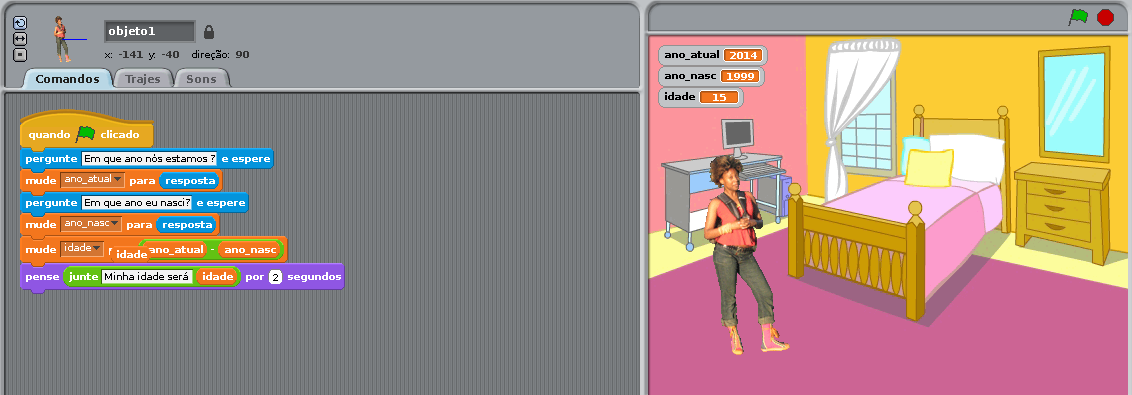 objeto1
x: -141 y: -40 direção: 90
Comandos Trajes Sons
quando clicado
pergunte Em que ano nós estamos ? e espere
mude ano_atual para resposta
pergunte Em que ano eu nasci? e espere
mude ano_nasc para resposta
mude idade idade ano_atual - ano_nasc
pense junte Minha idade será idade por 2 segundos
ano_atual 2014
ano_nasc 1999
idade 15